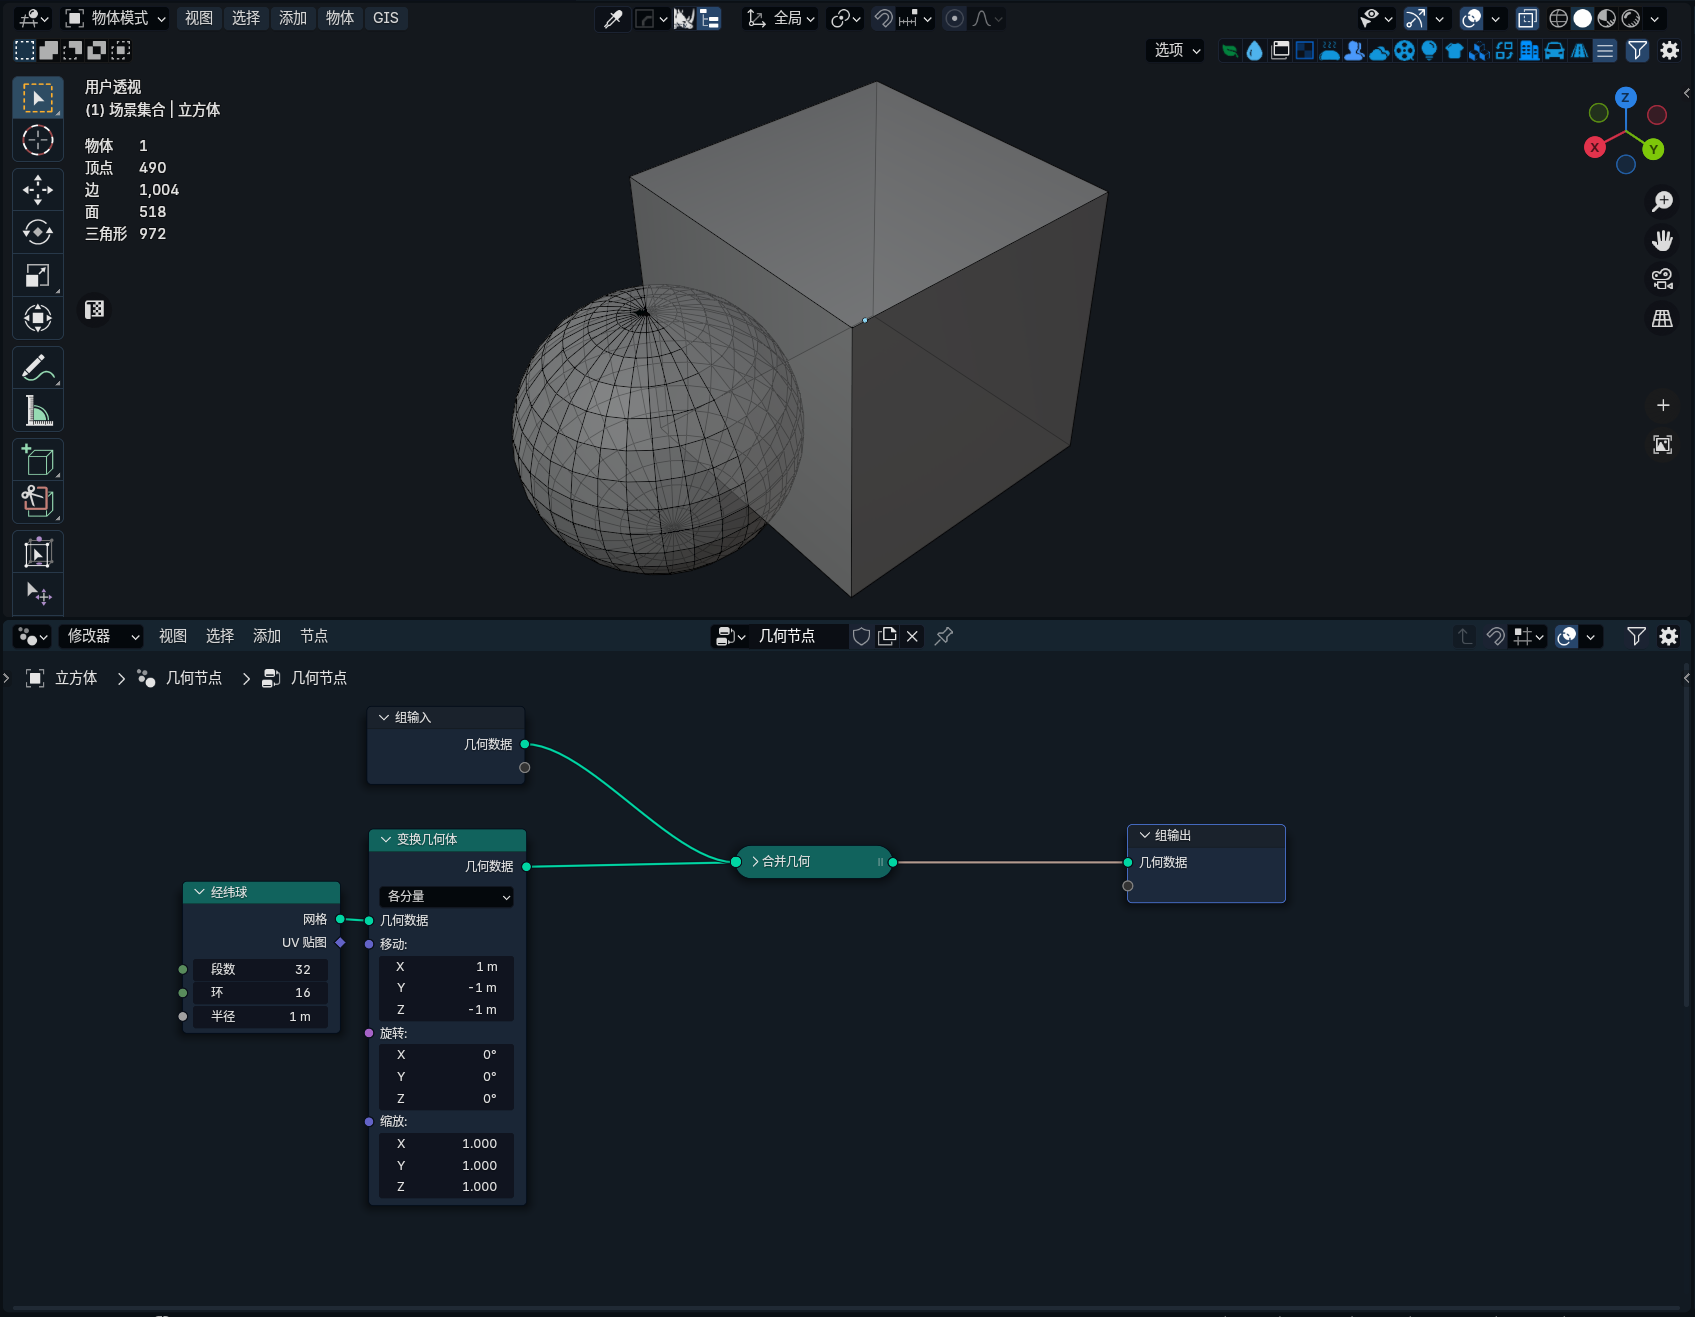 物体模式 视图 选择 添加 物体 GIS 全局
选项
用户透视
(1) 场景集合 | 立方体
物体 1
顶点 490
边 1,004
面 518
三角形 972
Z
X
Y
修改器 视图 选择 添加 节点 几何节点
立方体 几何节点 几何节点
组输入
几何数据
变换几何体
几何数据
各分量
几何数据
移动:
X 1 m
Y -1 m
Z -1 m
旋转:
X 0°
Y 0°
Z 0°
缩放:
X 1.000
Y 1.000
Z 1.000
经纬球
网格
UV 贴图
段数 32
环 16
半径 1 m
合并几何
组输出
几何数据